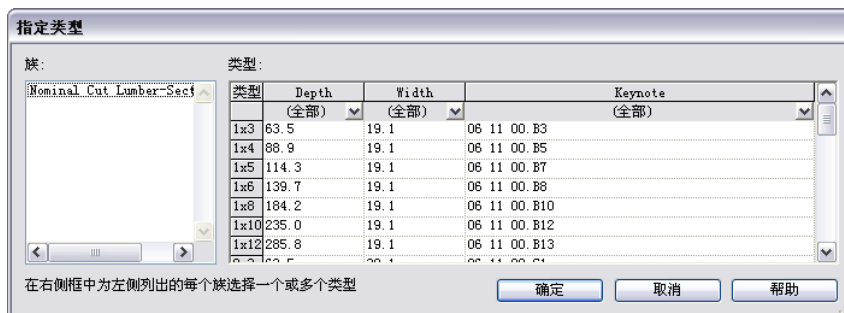 指定类型
族:
类型:
Nominal Cut Lumber-Sect
类型 Depth Width Keynote
(全部) (全部) (全部)
1x3 63.5 19.1 06 11 00.B3
1x4 88.9 19.1 06 11 00.B5
1x5 114.3 19.1 06 11 00.B7
1x6 139.7 19.1 06 11 00.B8
1x8 184.2 19.1 06 11 00.B10
1x10 235.0 19.1 06 11 00.B12
1x12 285.8 19.1 06 11 00.B13
在右侧框中为左侧列出的每个族选择一个或多个类型
确定 取消 帮助